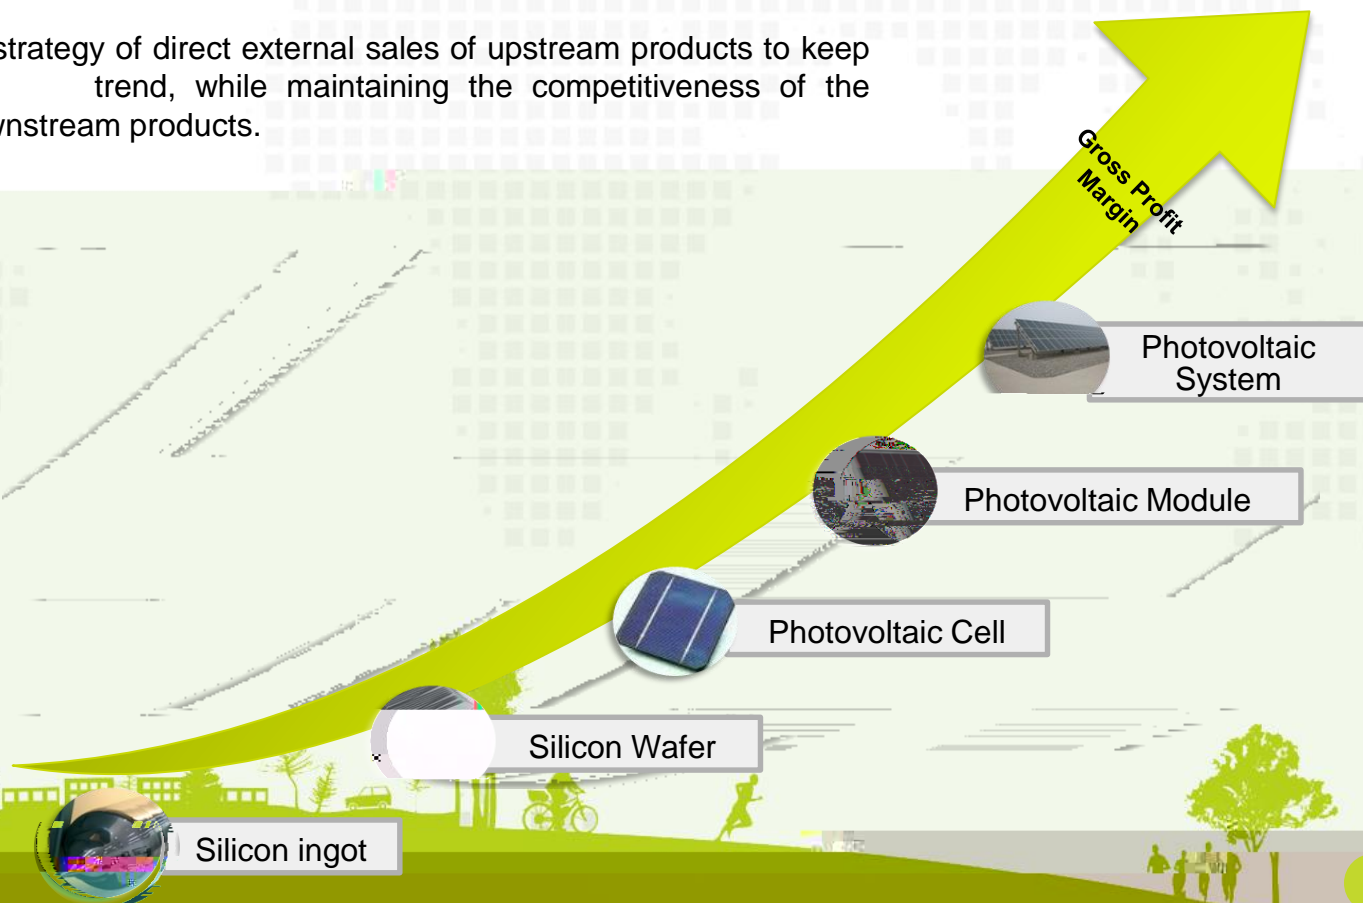 strategy of direct external sales of upstream products to keep
trend, while maintaining the competitiveness of the
wnstream products.
Gross Profit
Margin
Photovoltaic
System
Photovoltaic Module
Photovoltaic Cell
Silicon Wafer
Silicon ingot